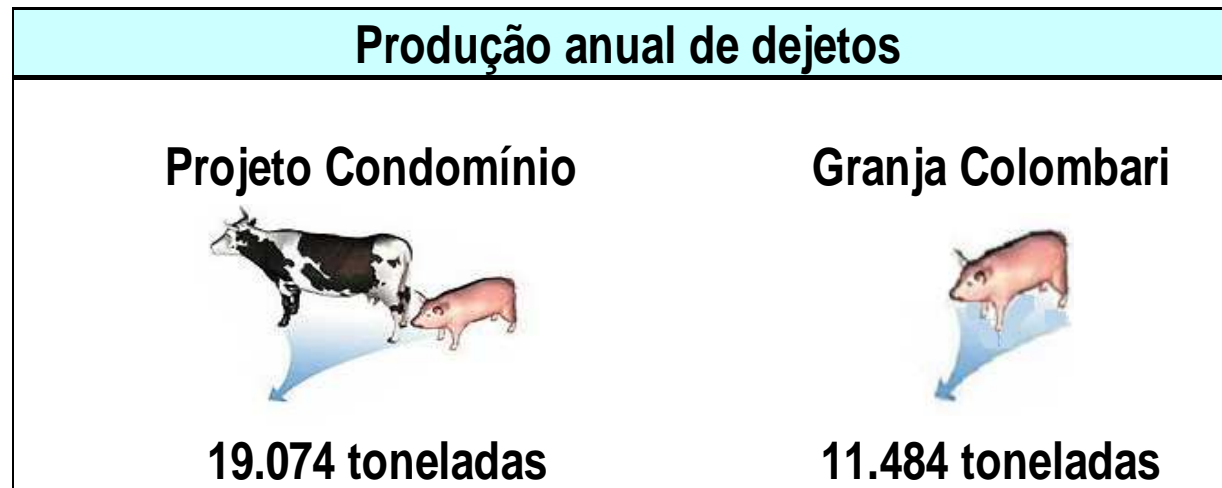 Produção anual de dejetos
Projeto Condomínio
Granja Colombari
19.074 toneladas
11.484 toneladas